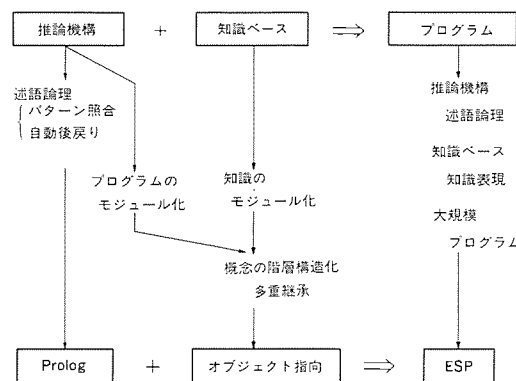 推論機構 + 知識ベース ⇒ プログラム
述語論理
パターン照合
自動後戻り
プログラムの
モジュール化
知識の
モジュール化
概念の階層構造化
多重継承
推論機構
述語論理
知識ベース
知識表現
大規模
プログラム
Prolog + オブジェクト指向 ⇒ ESP